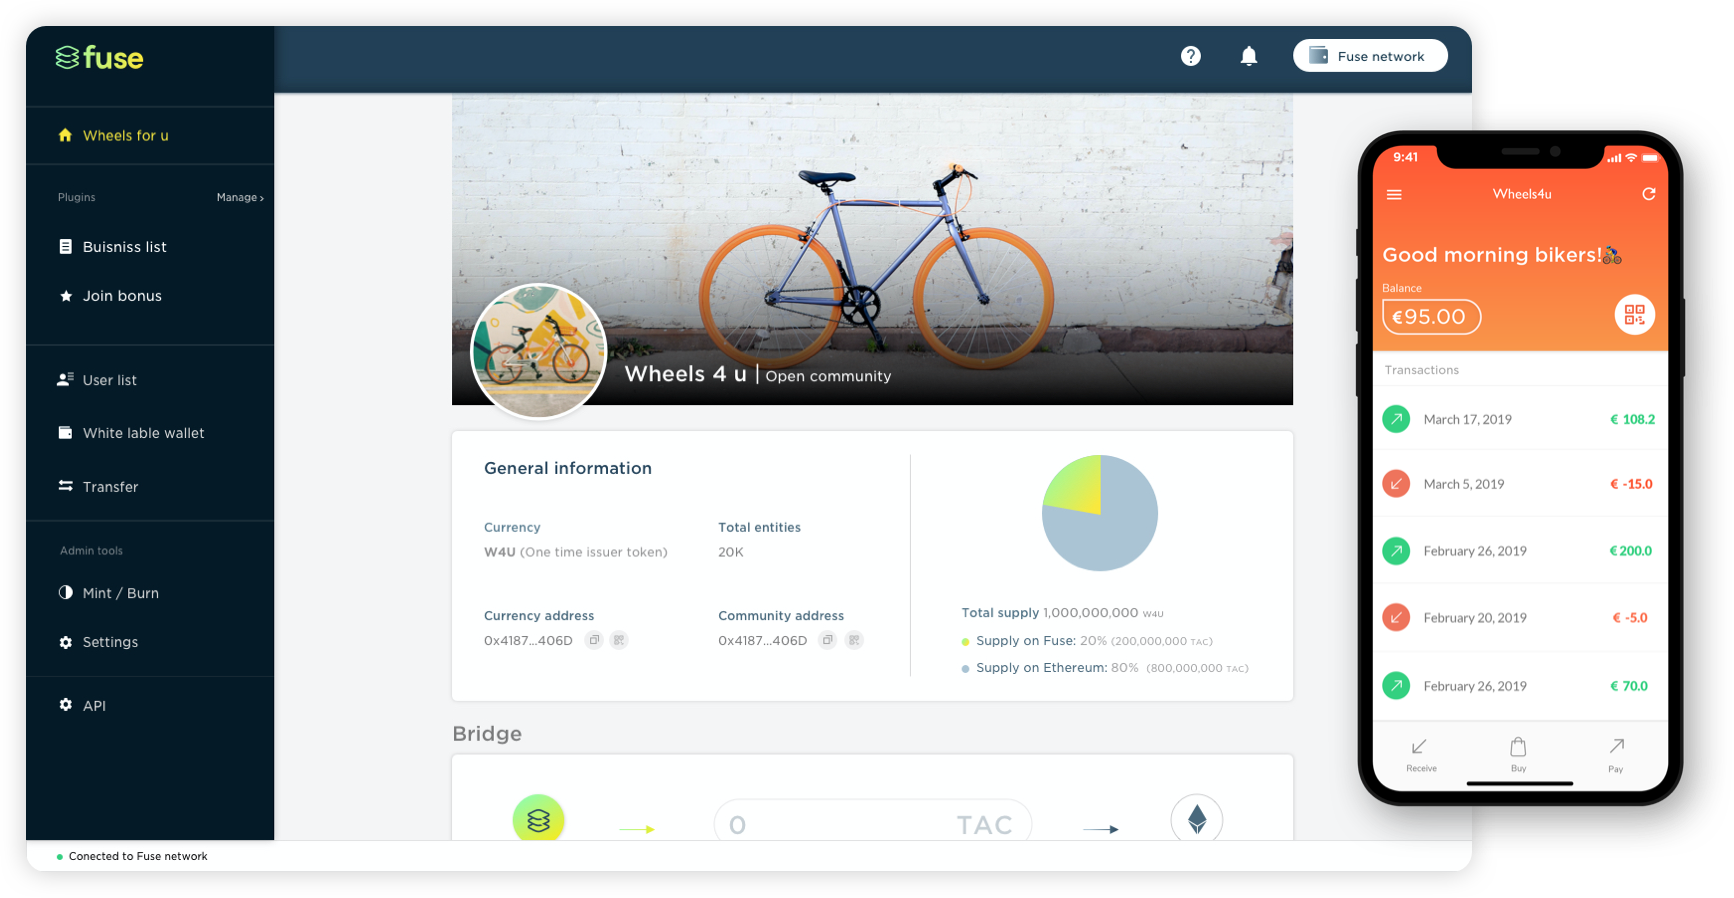 fuse
Fuse network
Wheels for u
Plugins Manage ›
Buisniss list
Join bonus
User list
White lable wallet
Transfer
Admin tools
Mint / Burn
Settings
API
Conected to Fuse network
Wheels 4 u | Open community
General information
Currency
W4U (One time issuer token)
Total entities
20K
Currency address
0x4187...406D
Community address
0x4187...406D
Total supply 1,000,000,000 W4U
Supply on Fuse: 20% (200,000,000 TAC)
Supply on Ethereum: 80% (800,000,000 TAC)
Bridge
0 TAC
9:41
Wheels4u
Good morning bikers!
Balance
€95.00
Transactions
March 17, 2019 € 108.2
March 5, 2019 € -15.0
February 26, 2019 € 200.0
February 20, 2019 € -5.0
February 26, 2019 € 70.0
Receive Buy Pay